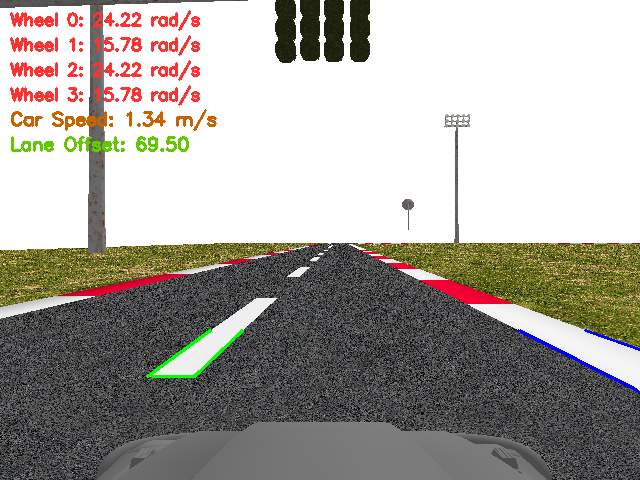 Wheel 0: 24.22 rad/s
Wheel 1: 15.78 rad/s
Wheel 2: 24.22 rad/s
Wheel 3: 15.78 rad/s
Car Speed: 1.34 m/s
Lane Offset: 69.50